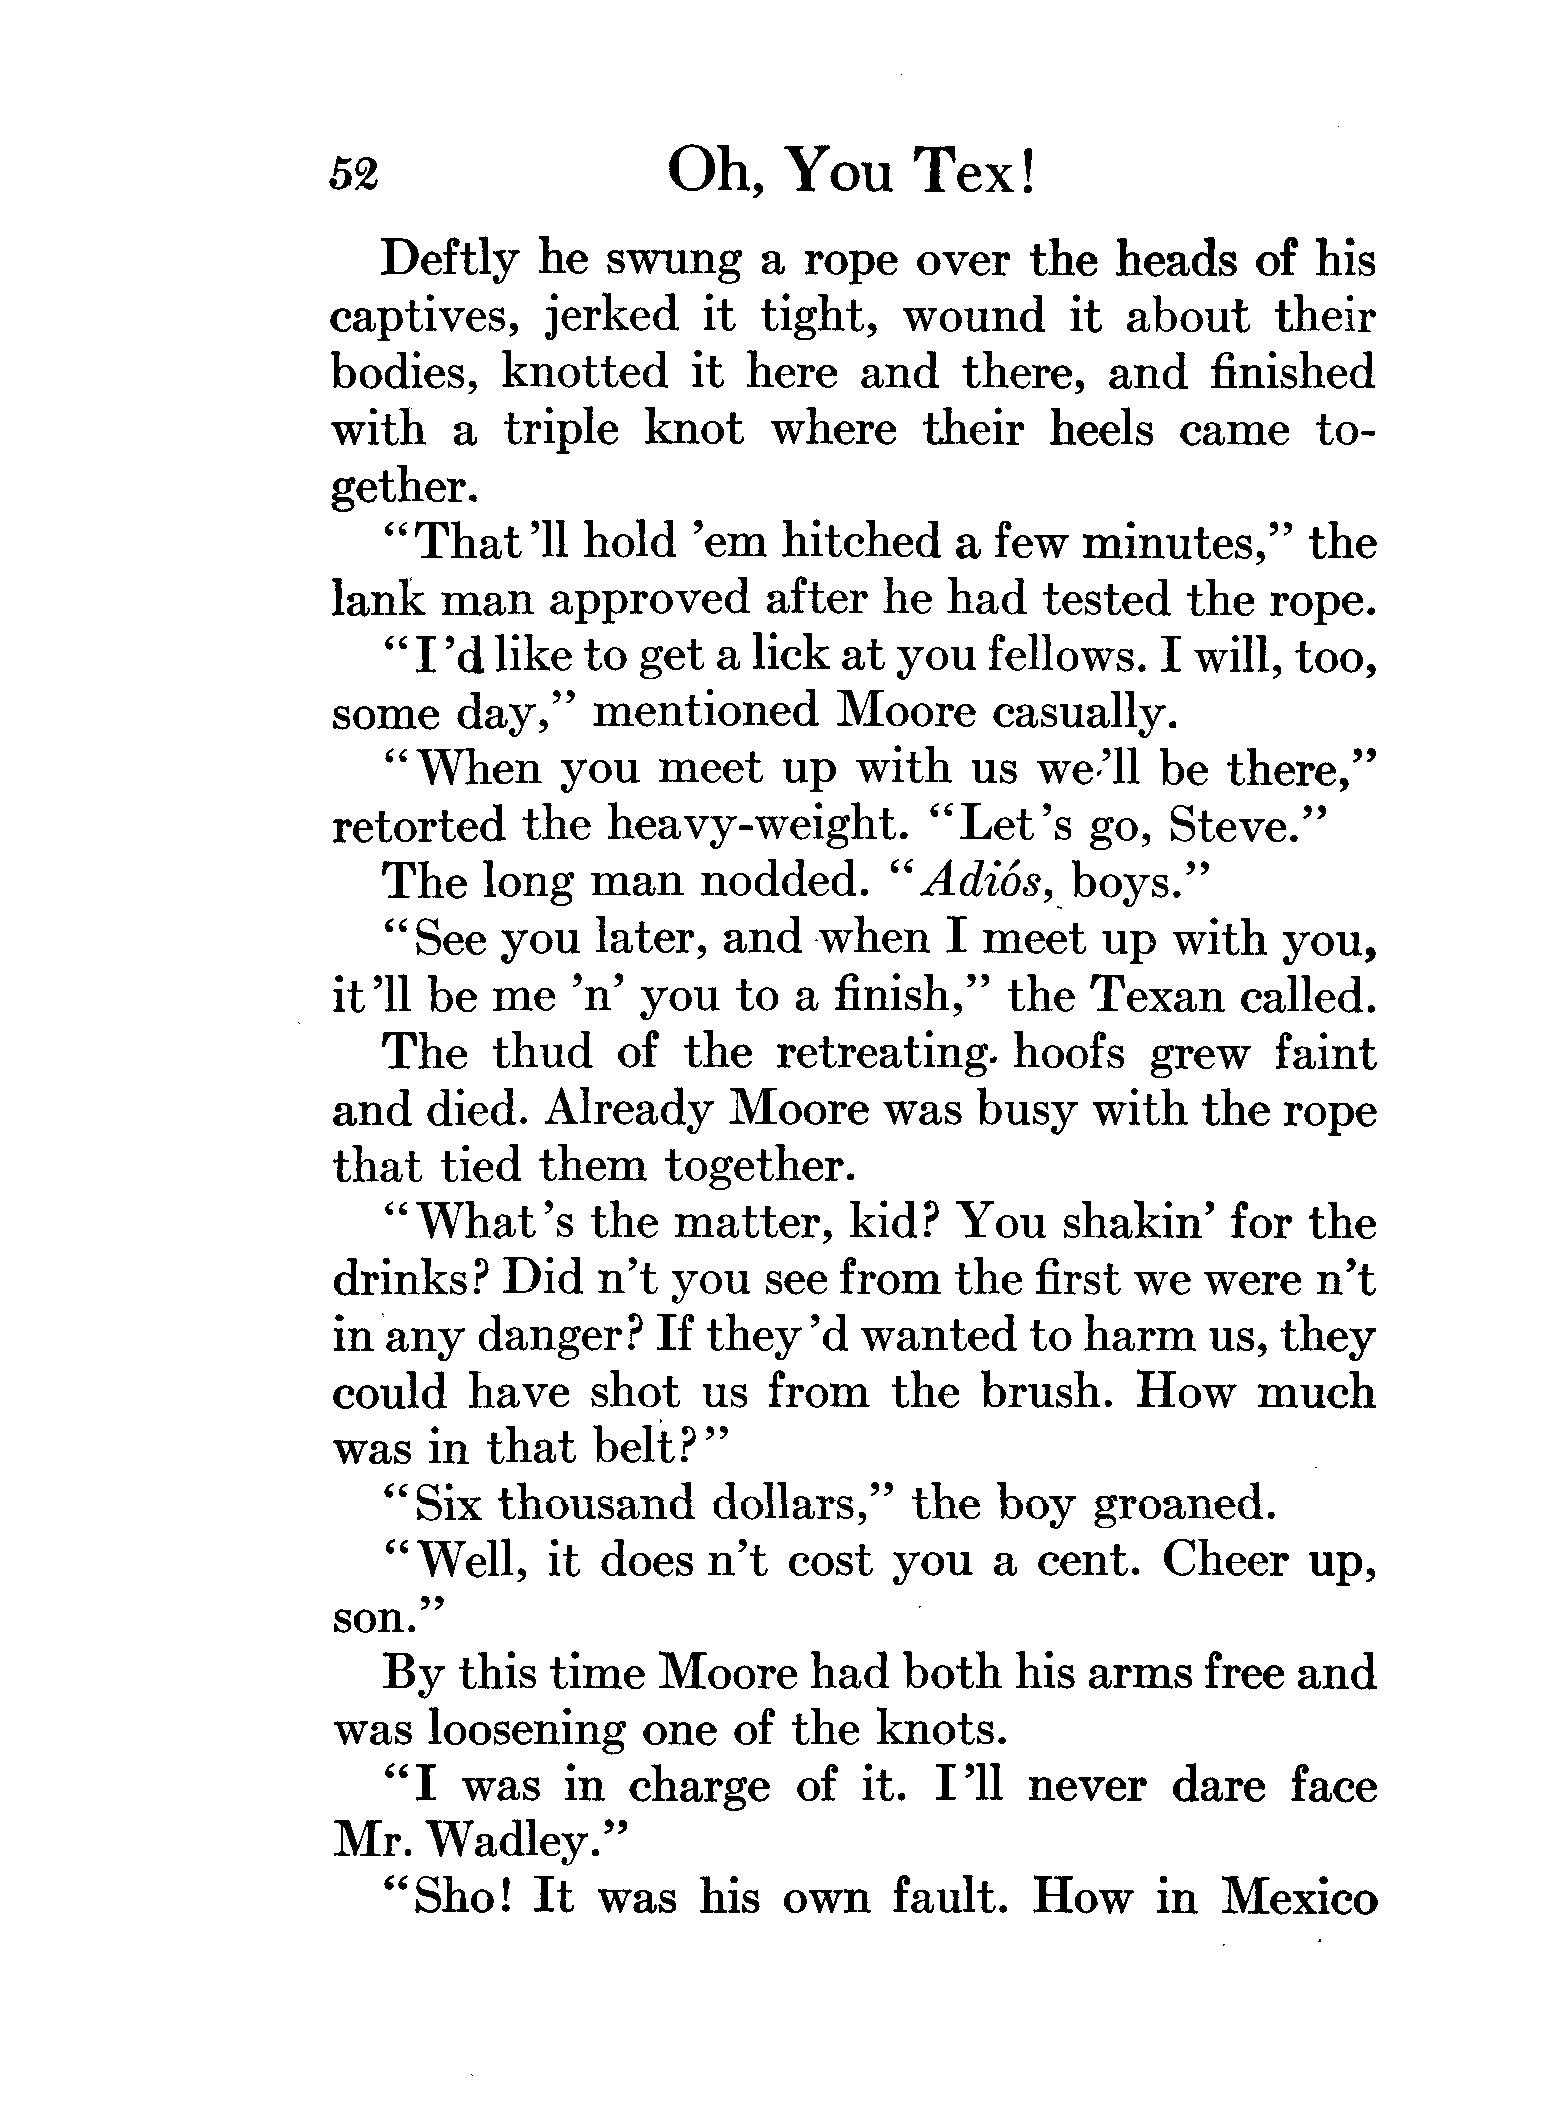 52 Oh, You Tex!
Deftly he swung a rope over the heads of his
captives, jerked it tight, wound it about their
bodies, knotted it here and there, and finished
with a triple knot where their heels came to-
gether.
“That ’ll hold ’em hitched a few minutes,” the
lank man approved after he had tested the rope.
“I ’d like to get a lick at you fellows. I will, too,
some day,” mentioned Moore casually.
“When you meet up with us we ’ll be there,”
retorted the heavy-weight. “Let ’s go, Steve.”
The long man nodded. “Adiós, boys.”
“See you later, and when I meet up with you,
it ’ll be me ’n’ you to a finish,” the Texan called.
The thud of the retreating hoofs grew faint
and died. Already Moore was busy with the rope
that tied them together.
“What ’s the matter, kid? You shakin’ for the
drinks? Did n’t you see from the first we were n’t
in any danger? If they ’d wanted to harm us, they
could have shot us from the brush. How much
was in that belt?”
“Six thousand dollars,” the boy groaned.
“Well, it does n’t cost you a cent. Cheer up,
son.”
By this time Moore had both his arms free and
was loosening one of the knots.
“I was in charge of it. I ’ll never dare face
Mr. Wadley.”
“Sho! It was his own fault. How in Mexico